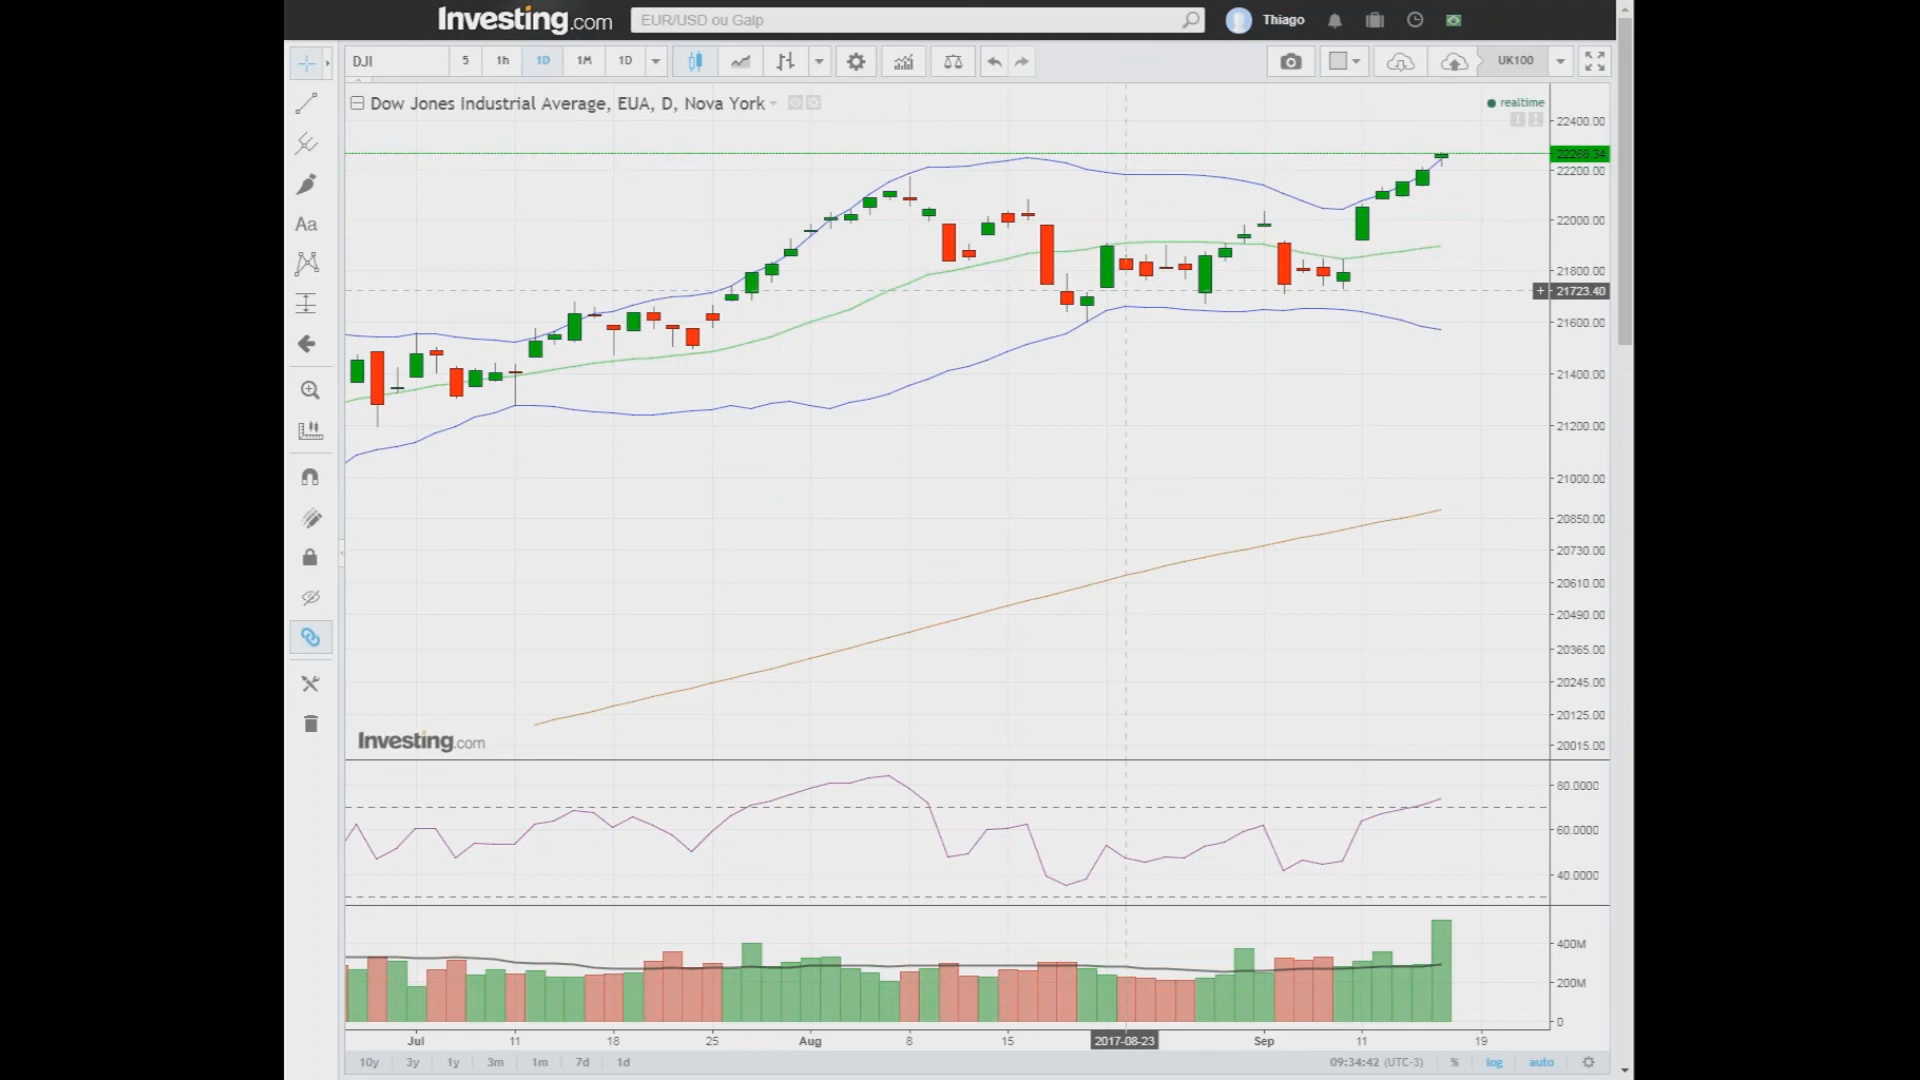 Investing.com
EUR/USD ou Galp
Thiago
DJI
5
1h
1D
1M
1D
UK100
Dow Jones Industrial Average, EUA, D, Nova York
realtime
22400.00
22268.34
22200.00
22000.00
21800.00
+ 21723.40
21600.00
21400.00
21200.00
21000.00
20850.00
20730.00
20610.00
20490.00
20365.00
20245.00
20125.00
20015.00
Aa
Investing.com
80.0000
60.0000
40.0000
400M
200M
0
Jul
11
18
25
Aug
8
15
2017-08-23
Sep
11
19
10y
3y
1y
3m
1m
7d
1d
09:34:42 (UTC-3)
%
log
auto